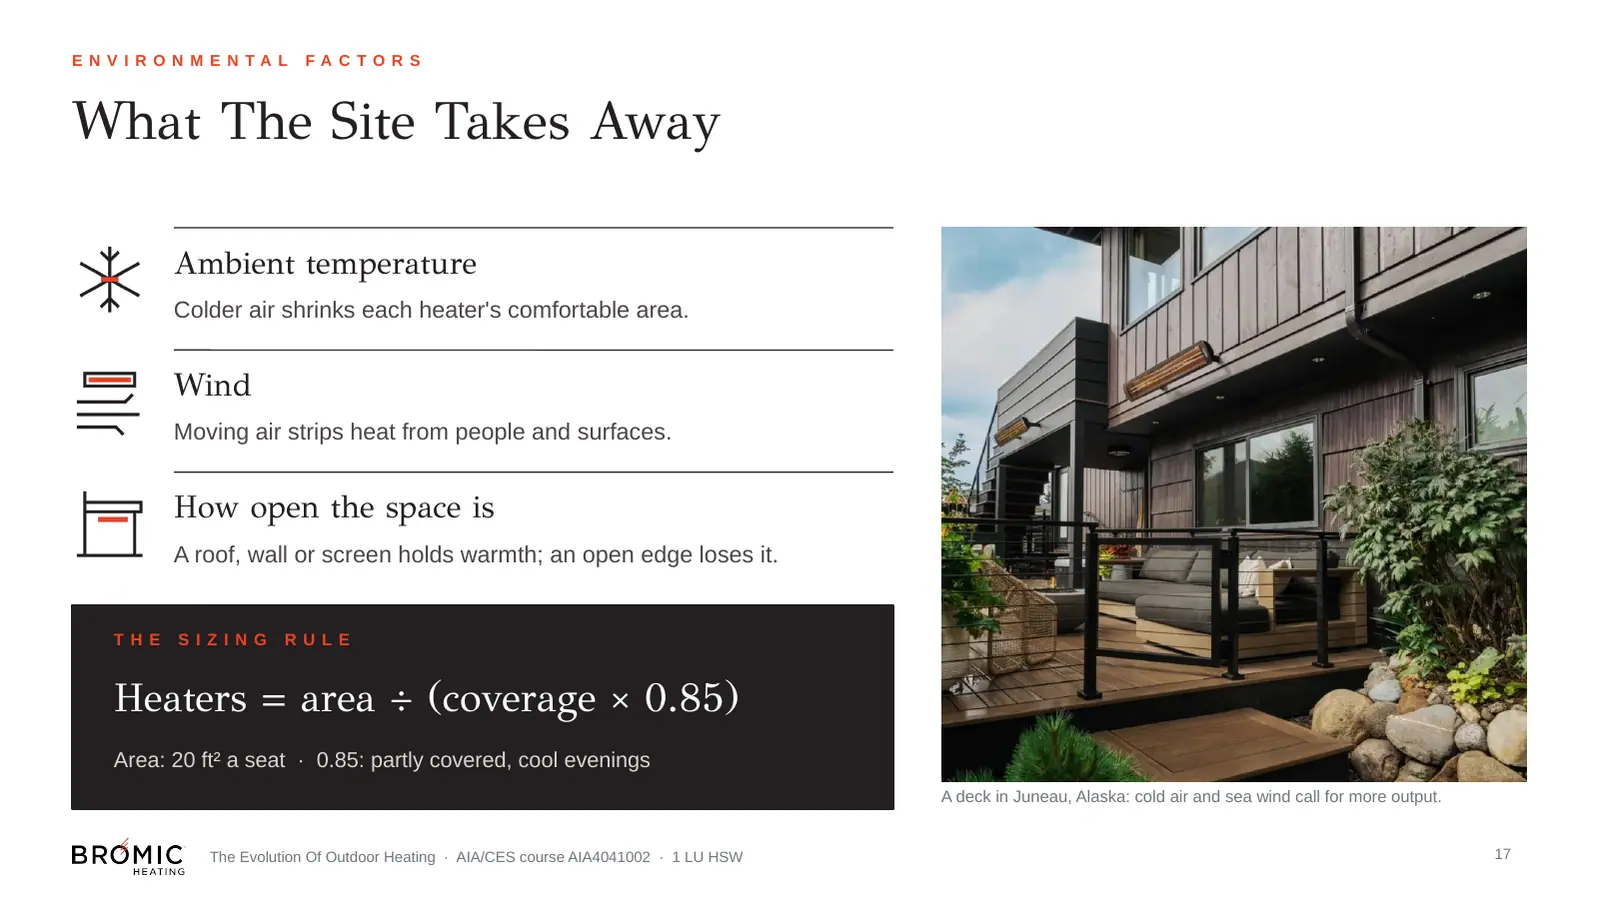 ENVIRONMENTAL FACTORS
What The Site Takes Away
Ambient temperature
Colder air shrinks each heater's comfortable area.
Wind
Moving air strips heat from people and surfaces.
How open the space is
A roof, wall or screen holds warmth; an open edge loses it.
THE SIZING RULE
Heaters = area ÷ (coverage × 0.85)
Area: 20 ft² a seat · 0.85: partly covered, cool evenings
A deck in Juneau, Alaska: cold air and sea wind call for more output.
BROMIC
HEATING
The Evolution Of Outdoor Heating · AIA/CES course AIA4041002 · 1 LU HSW
17